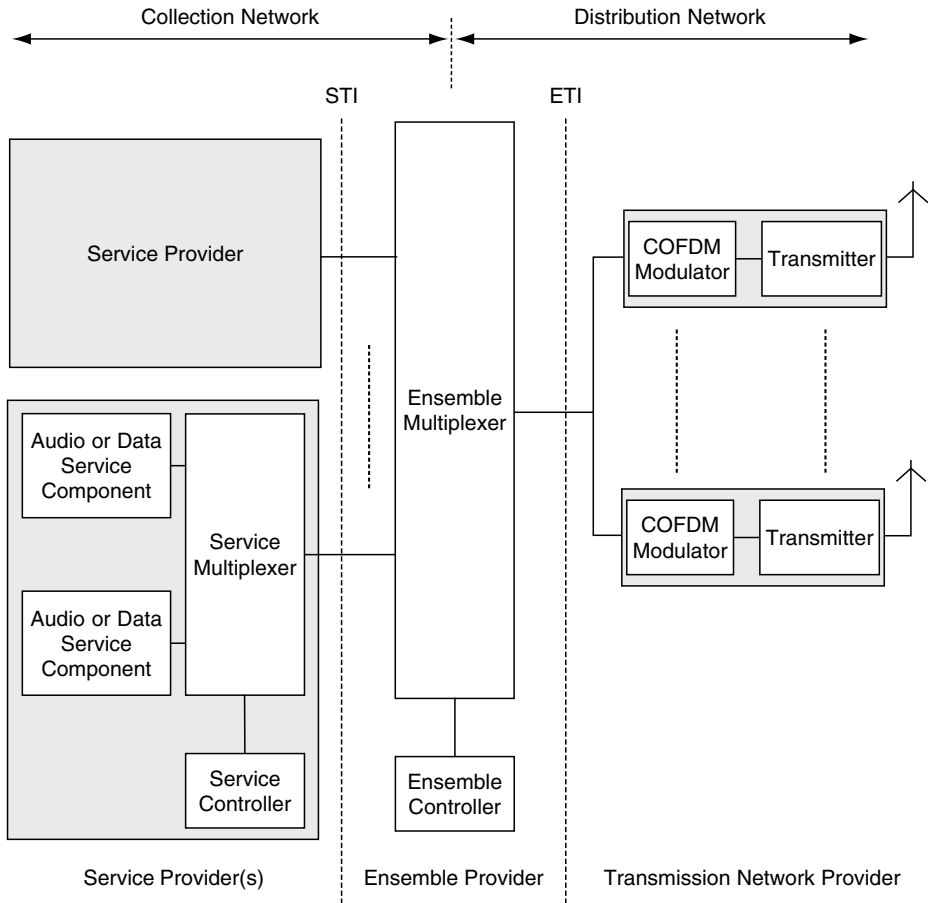 Collection Network
Distribution Network
STI
ETI
Service Provider
COFDM
Modulator
Transmitter
Ensemble
Multiplexer
Audio or Data
Service
Component
Service
Multiplexer
COFDM
Modulator
Transmitter
Audio or Data
Service
Component
Service
Controller
Ensemble
Controller
Service Provider(s)
Ensemble Provider
Transmission Network Provider